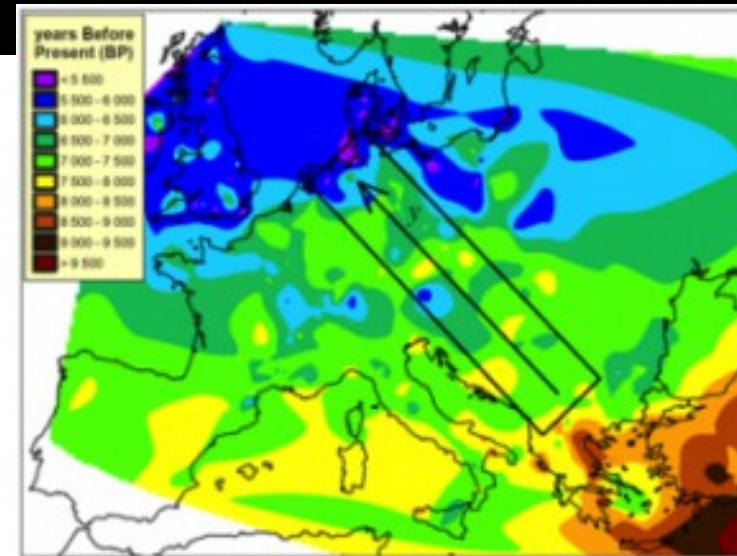 years Before
Present (BP)
< 5 500
5 500 – 6 000
6 000 – 6 500
6 500 – 7 000
7 000 – 7 500
7 500 – 8 000
8 000 – 8 500
8 500 – 9 000
9 000 – 9 500
> 9 500
y